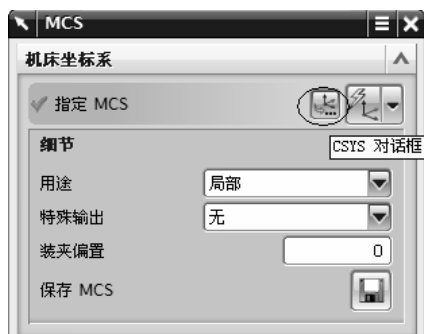 MCS
机床坐标系
指定 MCS
细节
CSYS 对话框
用途 局部
特殊输出 无
装夹偏置 0
保存 MCS